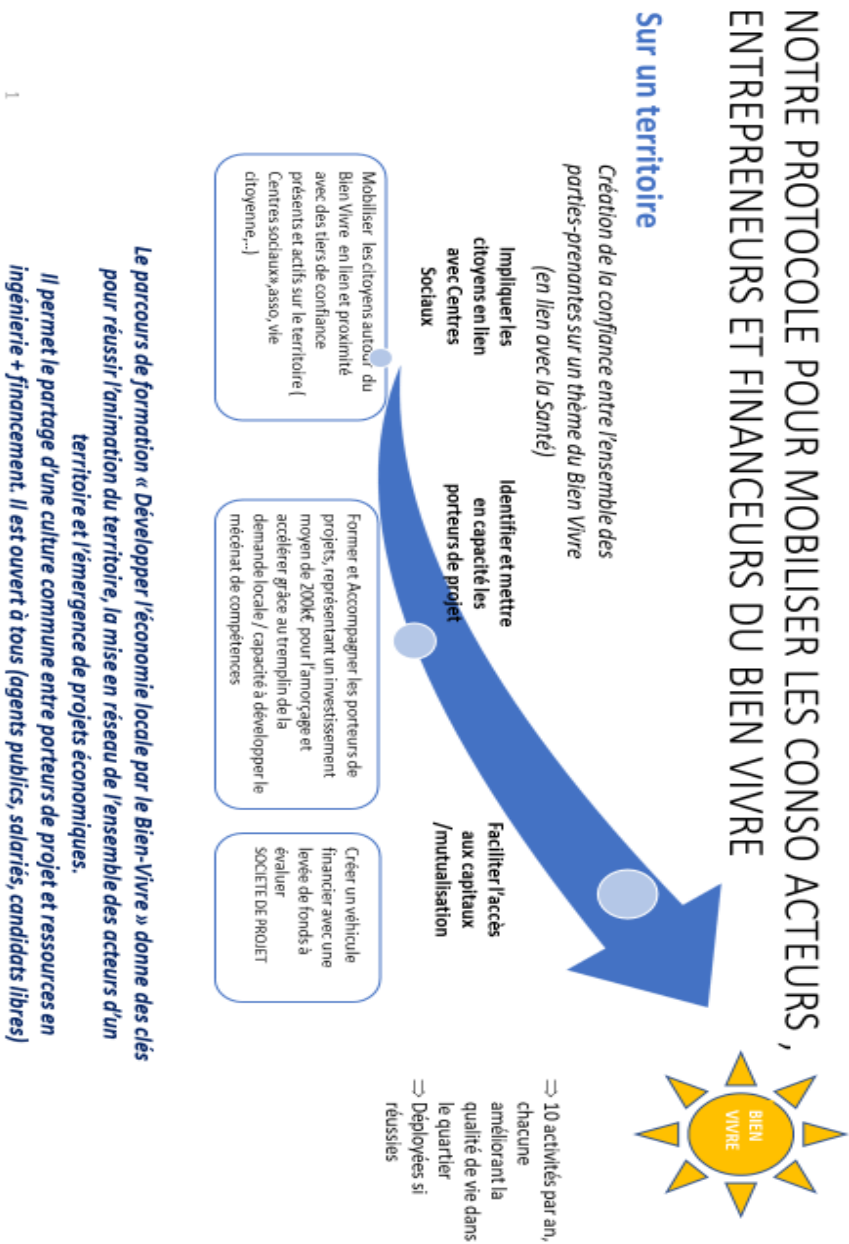 NOTRE PROTOCOLE POUR MOBILISER LES CONSO ACTEURS ,
ENTREPRENEURS ET FINANCEURS DU BIEN VIVRE
BIEN
VIVRE
Sur un territoire
Création de la confiance entre l'ensemble des
parties-prenantes sur un thème du Bien Vivre
(en lien avec la Santé)
Impliquer les
citoyens en lien
avec Centres
Sociaux
Identifier et mettre
en capacité les
porteurs de projet
Faciliter l'accès
aux capitaux
/mutualisation
⇒ 10 activités par an,
chacune
améliorant la
qualité de vie dans
le quartier
⇒ Déployées si
réussies
Mobiliser les citoyens autour du
Bien Vivre en lien et proximité
avec des tiers de confiance
présents et actifs sur le territoire (
Centres sociaux»,asso, vie
citoyenne,..)
Former et Accompagner les porteurs de
projets, représentant un investissement
moyen de 200k€ pour l'amorçage et
accélérer grâce au tremplin de la
demande locale / capacité à développer le
mécénat de compétences
Créer un véhicule
financier avec une
levée de fonds à
évaluer
SOCIETE DE PROJET
Le parcours de formation « Développer l'économie locale par le Bien-Vivre » donne des clés
pour réussir l'animation du territoire, la mise en réseau de l'ensemble des acteurs d'un
territoire et l'émergence de projets économiques.
Il permet le partage d'une culture commune entre porteurs de projet et ressources en
ingénierie + financement. Il est ouvert à tous (agents publics, salariés, candidats libres)
1